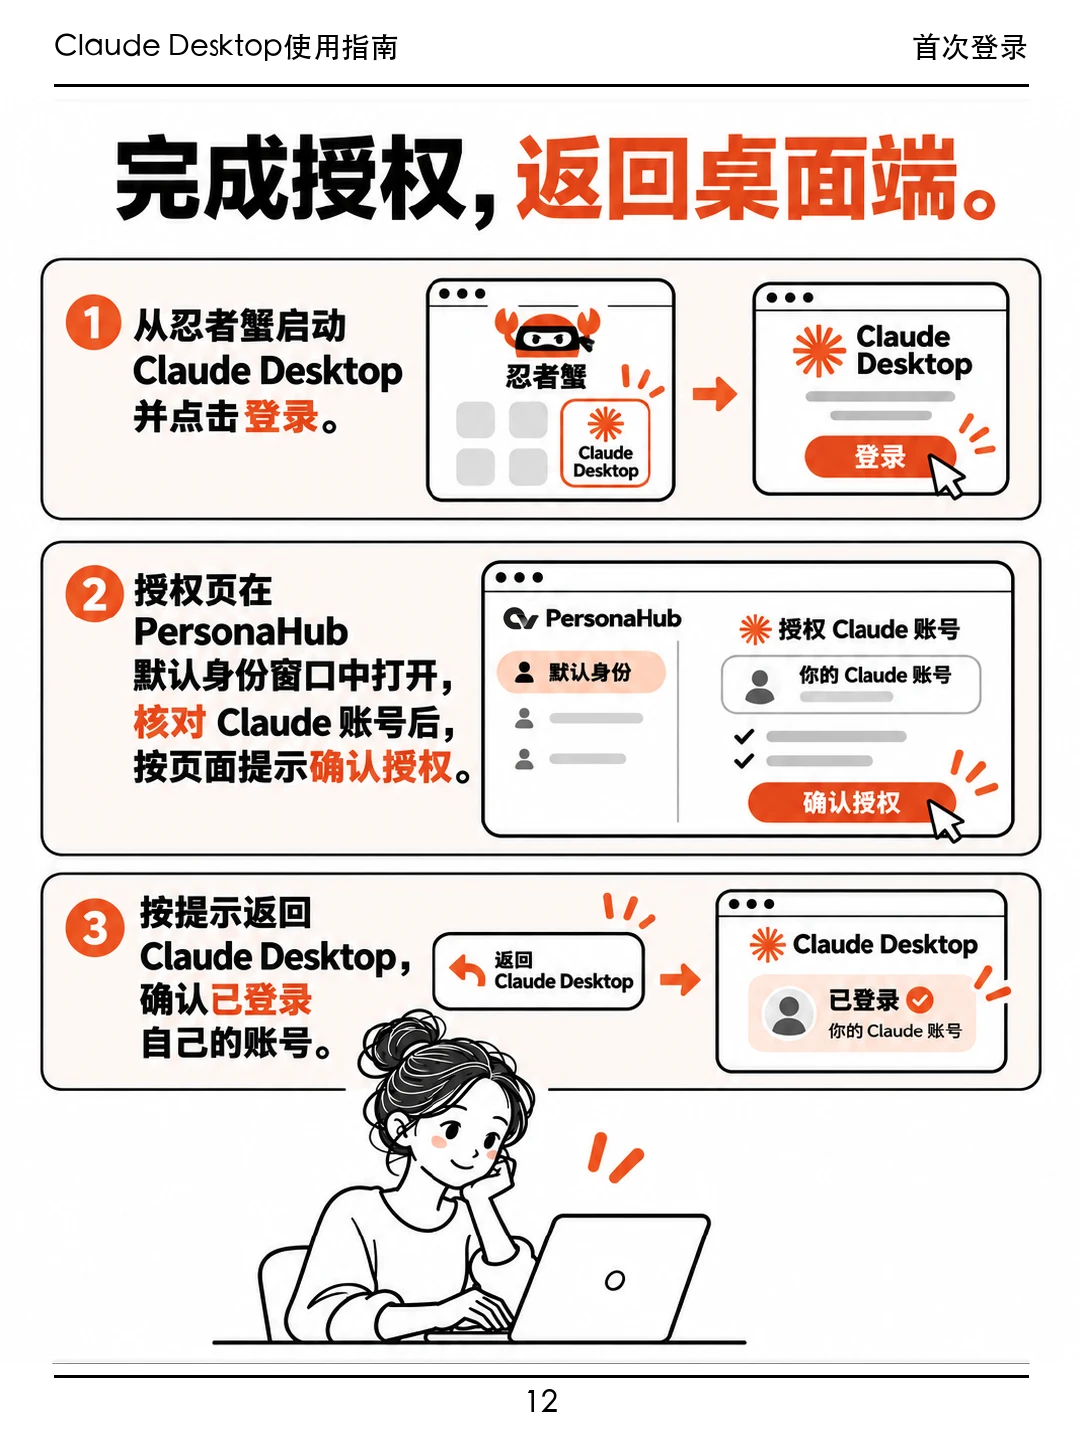 Claude Desktop使用指南
首次登录
完成授权，返回桌面端。
1
从忍者蟹启动
Claude Desktop
并点击登录。
忍者蟹
Claude
Desktop
Claude
Desktop
登录
2
授权页在
PersonaHub
默认身份窗口中打开，
核对 Claude 账号后，
按页面提示确认授权。
PersonaHub
默认身份
授权 Claude 账号
你的 Claude 账号
确认授权
3
按提示返回
Claude Desktop，
确认已登录
自己的账号。
返回
Claude Desktop
Claude Desktop
已登录
你的 Claude 账号
12